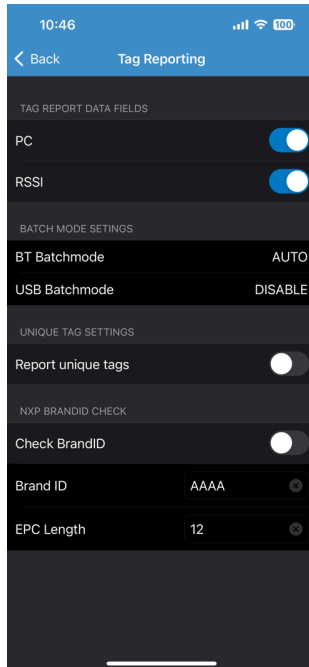 10:46
100
Back
Tag Reporting
TAG REPORT DATA FIELDS
PC
RSSI
BATCH MODE SETINGS
BT Batchmode AUTO
USB Batchmode DISABLE
UNIQUE TAG SETTINGS
Report unique tags
NXP BRANDID CHECK
Check BrandID
Brand ID AAAA
EPC Length 12